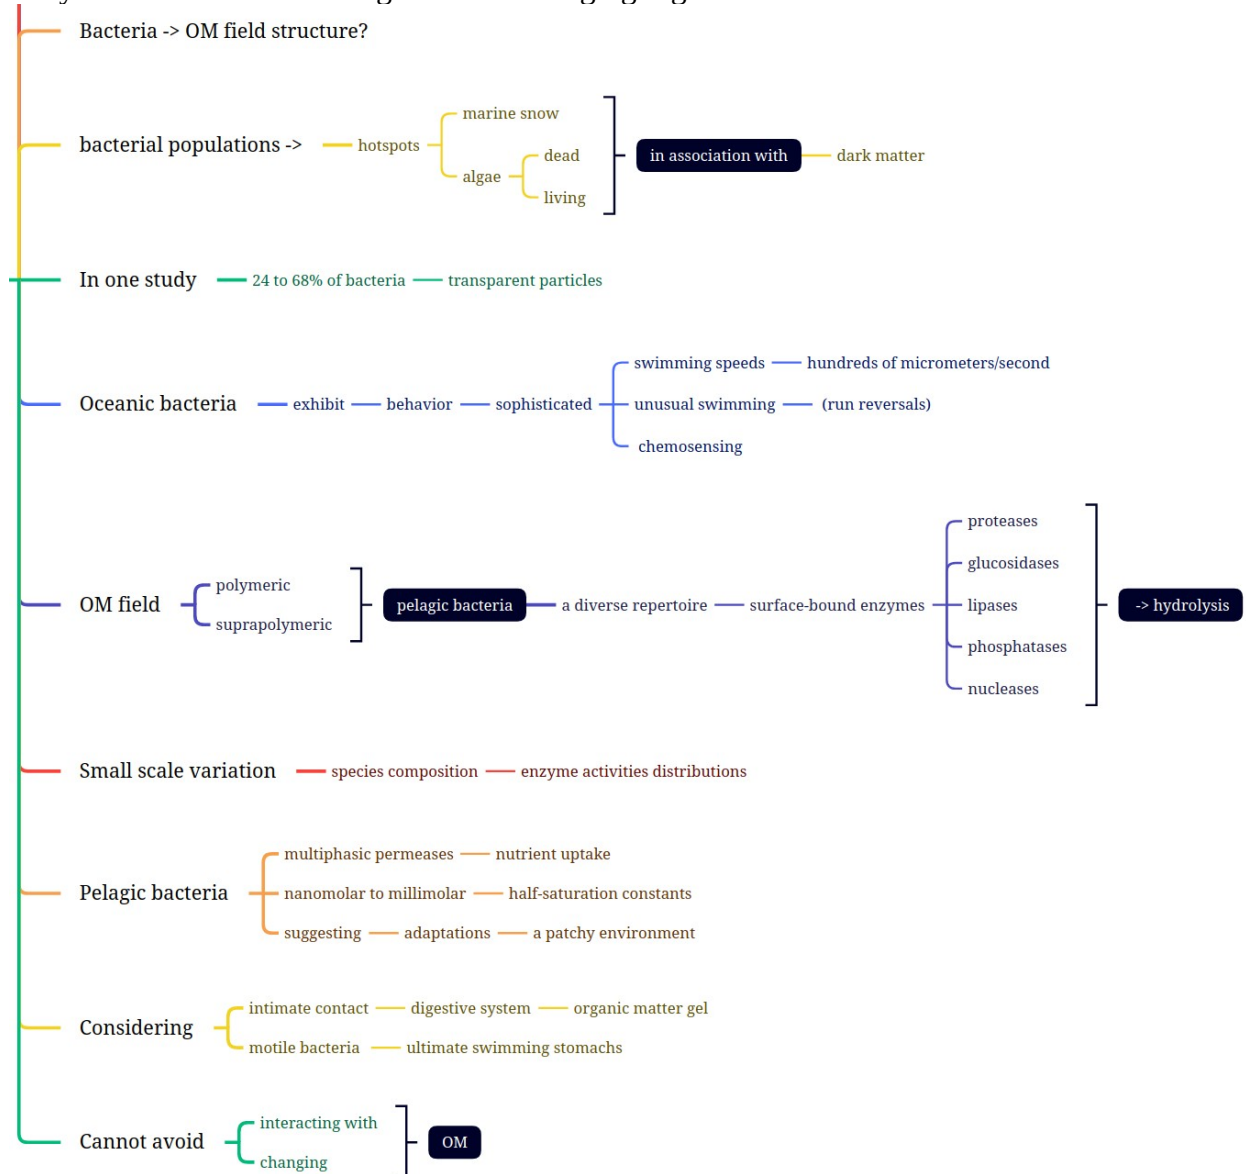 Bacteria -> OM field structure?
bacterial populations ->
hotspots
marine snow
algae
dead
living
in association with
dark matter
In one study
24 to 68% of bacteria
transparent particles
Oceanic bacteria
exhibit
behavior
sophisticated
swimming speeds
hundreds of micrometers/second
unusual swimming
(run reversals)
chemosensing
OM field
polymeric
suprapolymeric
pelagic bacteria
a diverse repertoire
surface-bound enzymes
proteases
glucosidases
lipases
phosphatases
nucleases
-> hydrolysis
Small scale variation
species composition
enzyme activities distributions
Pelagic bacteria
multiphasic permeases
nutrient uptake
nanomolar to millimolar
half-saturation constants
suggesting
adaptations
a patchy environment
Considering
intimate contact
digestive system
organic matter gel
motile bacteria
ultimate swimming stomachs
Cannot avoid
interacting with
changing
OM